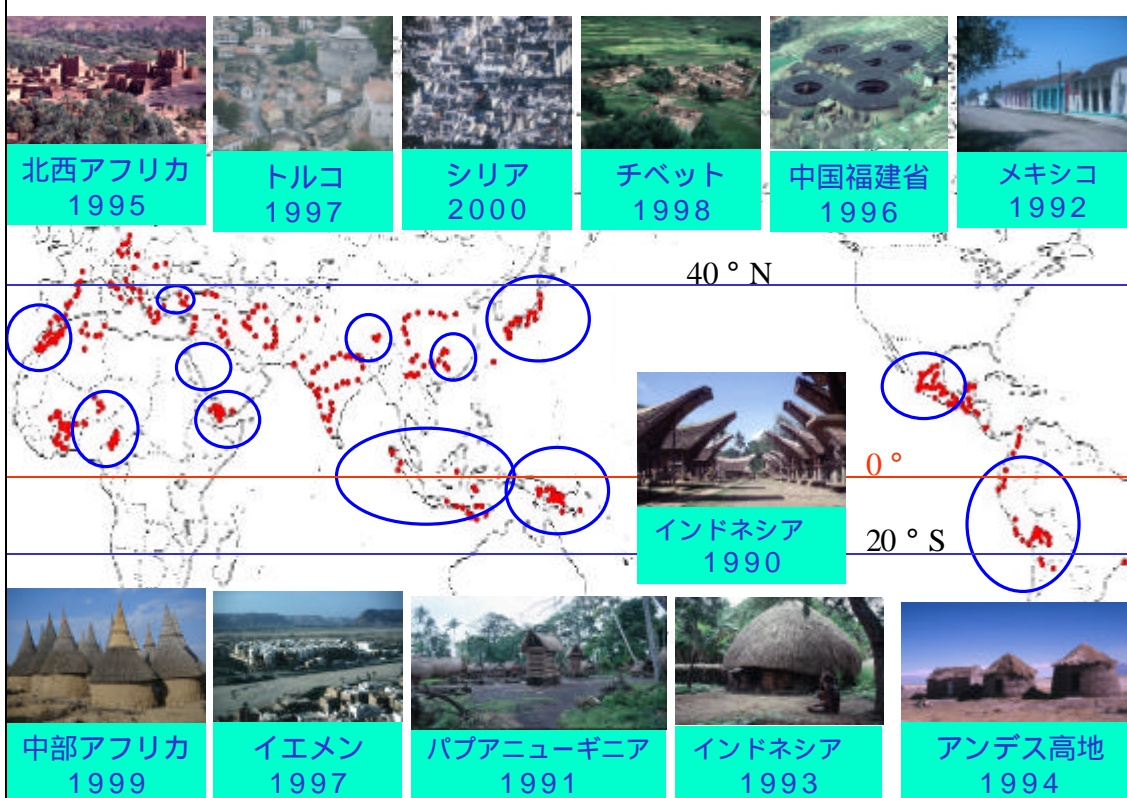 北西アフリカ
1995
トルコ
1997
シリア
2000
チベット
1998
中国福建省
1996
メキシコ
1992
40 ° N
0 °
インドネシア
1990
20 ° S
中部アフリカ
1999
イエメン
1997
パプアニューギニア
1991
インドネシア
1993
アンデス高地
1994